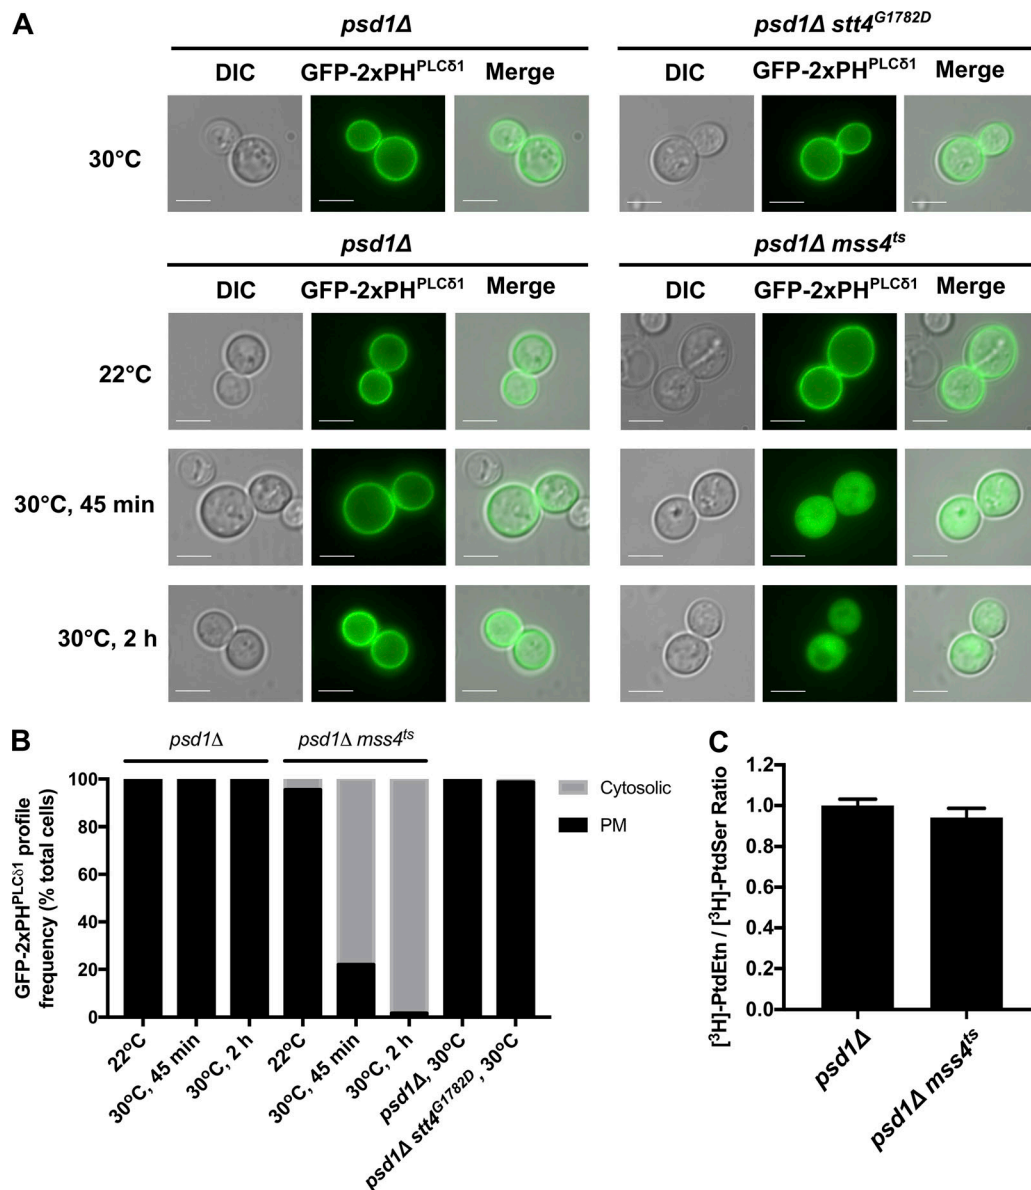 A
psd1Δ psd1Δ stt4G1782D
DIC GFP-2xPHPLCδ1 Merge DIC GFP-2xPHPLCδ1 Merge
30°C
psd1Δ psd1Δ mss4ts
DIC GFP-2xPHPLCδ1 Merge DIC GFP-2xPHPLCδ1 Merge
22°C
30°C, 45 min
30°C, 2 h
B
psd1Δ psd1Δ mss4ts
GFP-2xPHPLCδ1 profile
frequency (% total cells)
100
80
60
40
20
0
22°C
30°C, 45 min
30°C, 2 h
22°C
30°C, 45 min
30°C, 2 h
psd1Δ, 30°C
psd1Δ stt4G1782D, 30°C
Cytosolic
PM
C
[3H]-PtdEtn / [3H]-PtdSer Ratio
1.2
1.0
0.8
0.6
0.4
0.2
0.0
psd1Δ
psd1Δ mss4ts